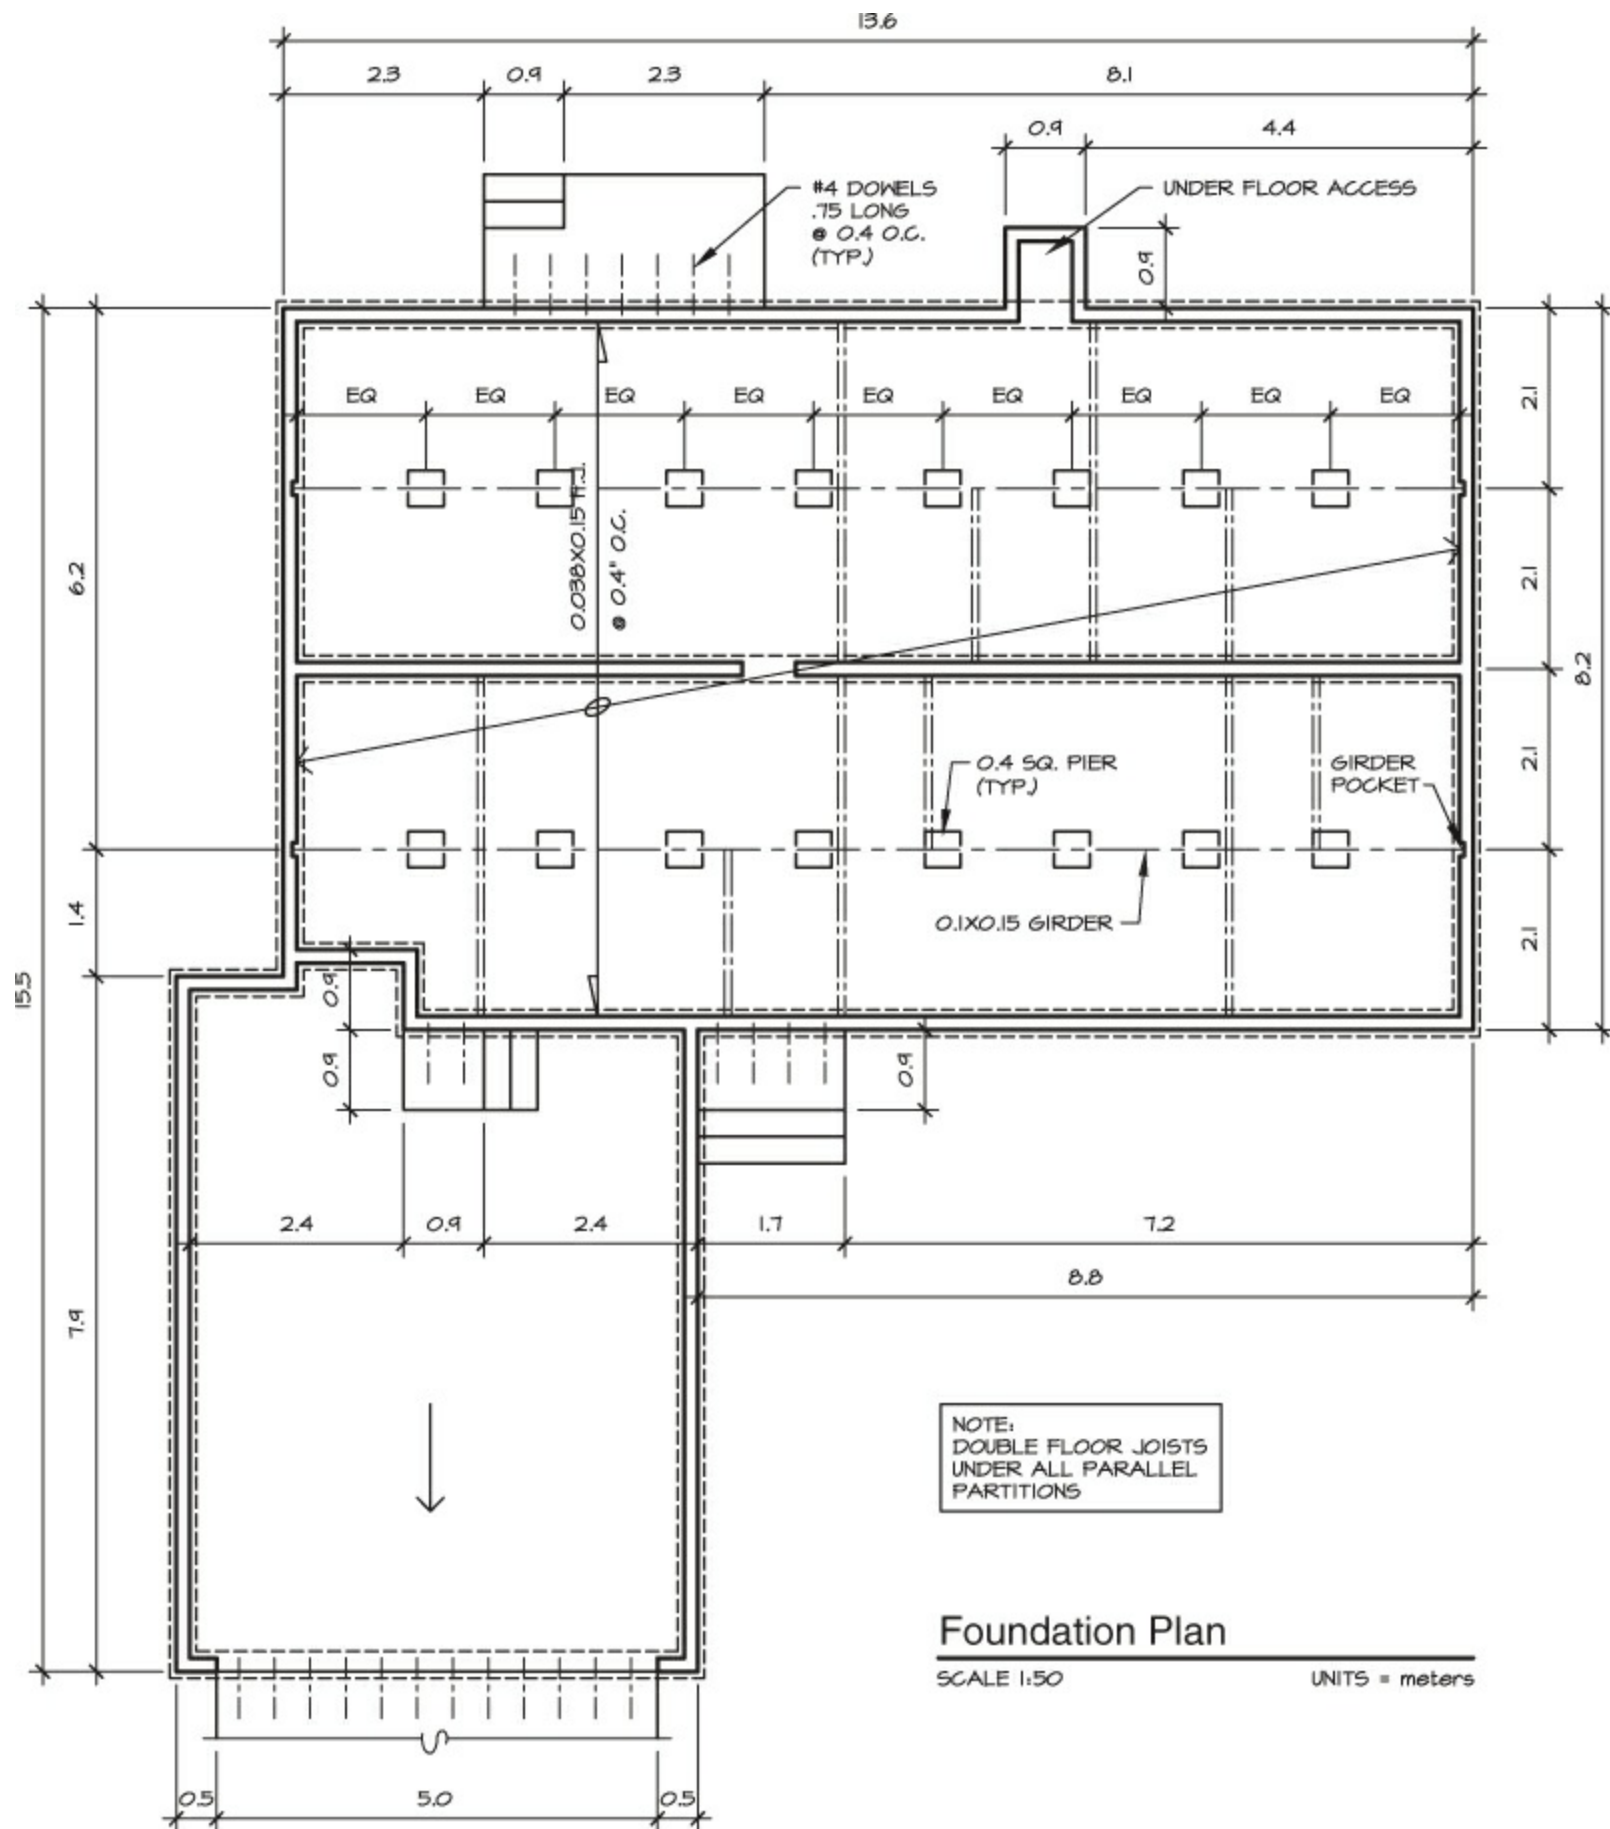 13.6
2.3 0.9 2.3 8.1
0.9 4.4
#4 DOWELS
.75 LONG
@ 0.4 O.C.
(TYP.)
UNDER FLOOR ACCESS
0.9
EQ EQ EQ EQ EQ EQ EQ EQ EQ
2.1
0.038X0.15 F.J.
@ 0.4" O.C.
6.2
2.1
8.2
0.4 SQ. PIER
(TYP.)
GIRDER
POCKET
2.1
1.4
0.1X0.15 GIRDER
2.1
15.5
0.9
0.9
0.9
2.4 0.9 2.4 1.7 7.2
8.8
7.9
NOTE:
DOUBLE FLOOR JOISTS
UNDER ALL PARALLEL
PARTITIONS
Foundation Plan
SCALE 1:50 UNITS = meters
0.5 5.0 0.5